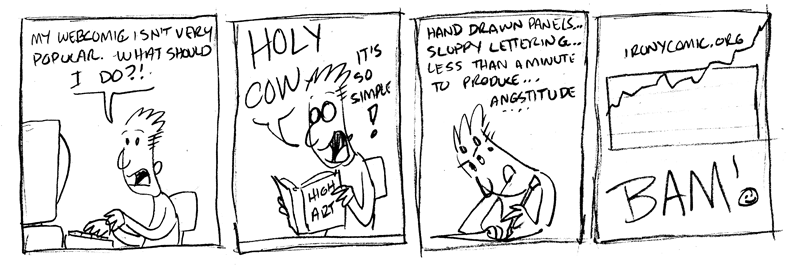 MY WEBCOMIC ISN'T VERY
POPULAR. WHAT SHOULD
I DO?!
HOLY
COW
IT'S
SO
SIMPLE
!
HIGH
ART
HAND DRAWN PANELS..
SLOPPY LETTERING...
LESS THAN A MINUTE
TO PRODUCE...
ANGSTITUDE
....
IRONYCOMIC.ORG
BAM!